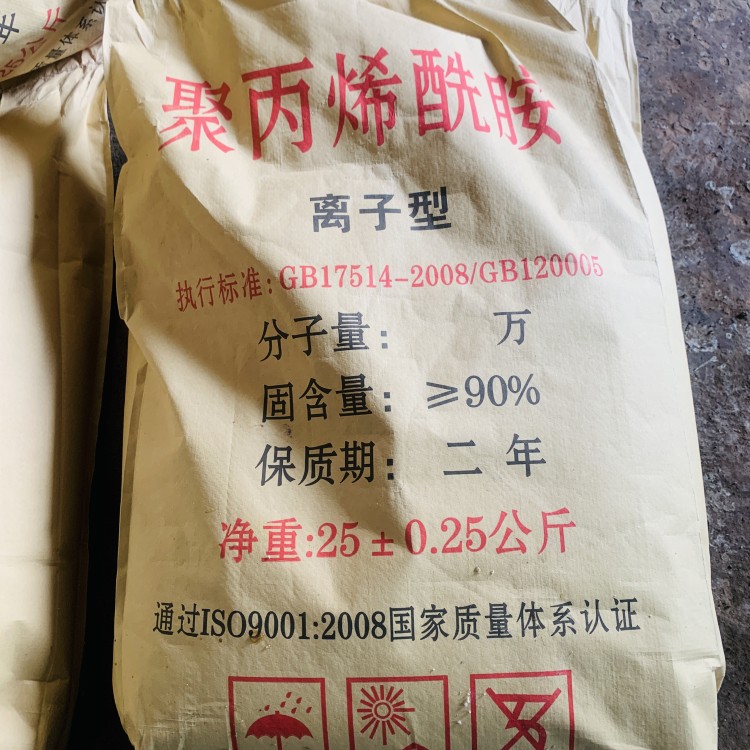 聚丙烯酰胺
离子型
执行标准:GB17514-2008/GB120005
分子量: 万
固含量: ≥90%
保质期: 二年
净重:25±0.25公斤
通过ISO9001:2008国家质量体系认证